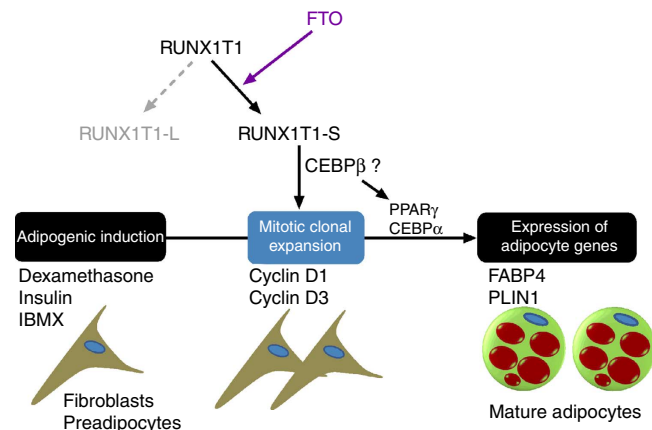 FTO
RUNX1T1
RUNX1T1-L
RUNX1T1-S
CEBPβ ?
PPARγ
CEBPα
Adipogenic induction
Mitotic clonal
expansion
Expression of
adipocyte genes
Dexamethasone
Insulin
IBMX
Cyclin D1
Cyclin D3
FABP4
PLIN1
Fibroblasts
Preadipocytes
Mature adipocytes